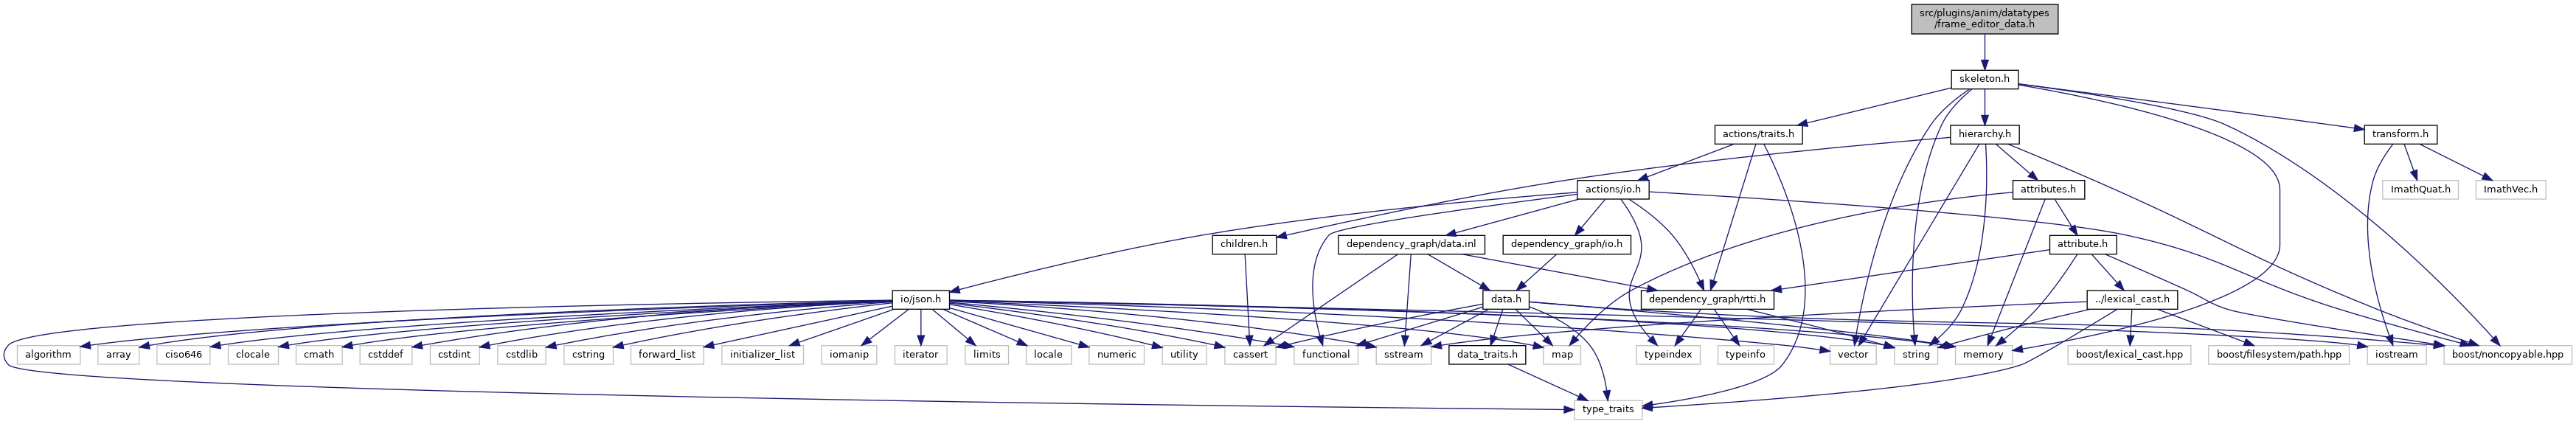 src/plugins/anim/datatypes
/frame_editor_data.h
skeleton.h
actions/traits.h
hierarchy.h
transform.h
actions/io.h
attributes.h
ImathQuat.h
ImathVec.h
children.h
dependency_graph/data.inl
dependency_graph/io.h
attribute.h
io/json.h
data.h
dependency_graph/rtti.h
../lexical_cast.h
algorithm
array
ciso646
clocale
cmath
cstddef
cstdint
cstdlib
cstring
forward_list
initializer_list
iomanip
iterator
limits
locale
numeric
utility
cassert
functional
sstream
data_traits.h
map
typeindex
typeinfo
vector
string
memory
boost/lexical_cast.hpp
boost/filesystem/path.hpp
iostream
boost/noncopyable.hpp
type_traits